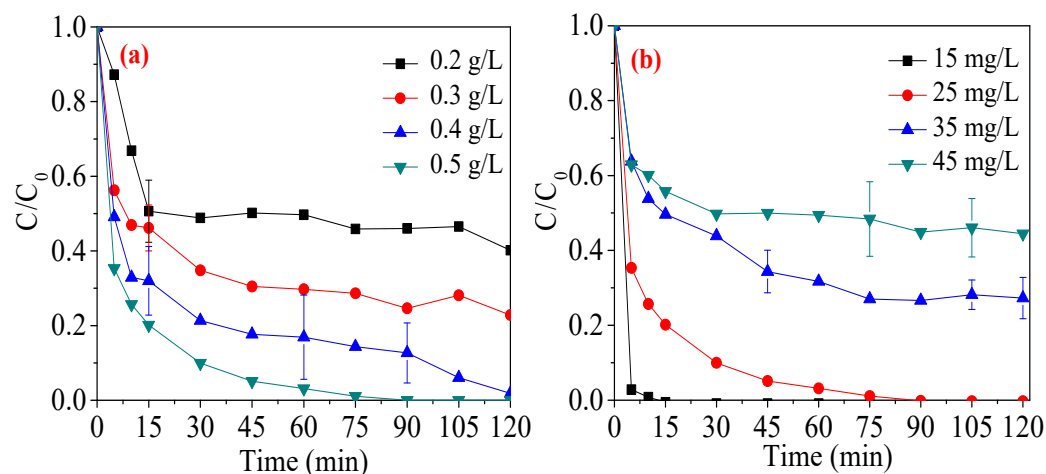 (a)
0.2 g/L
0.3 g/L
0.4 g/L
0.5 g/L
C/C0
1.0
0.8
0.6
0.4
0.2
0.0
0 15 30 45 60 75 90 105 120
Time (min)
(b)
15 mg/L
25 mg/L
35 mg/L
45 mg/L
C/C0
1.0
0.8
0.6
0.4
0.2
0.0
0 15 30 45 60 75 90 105 120
Time (min)